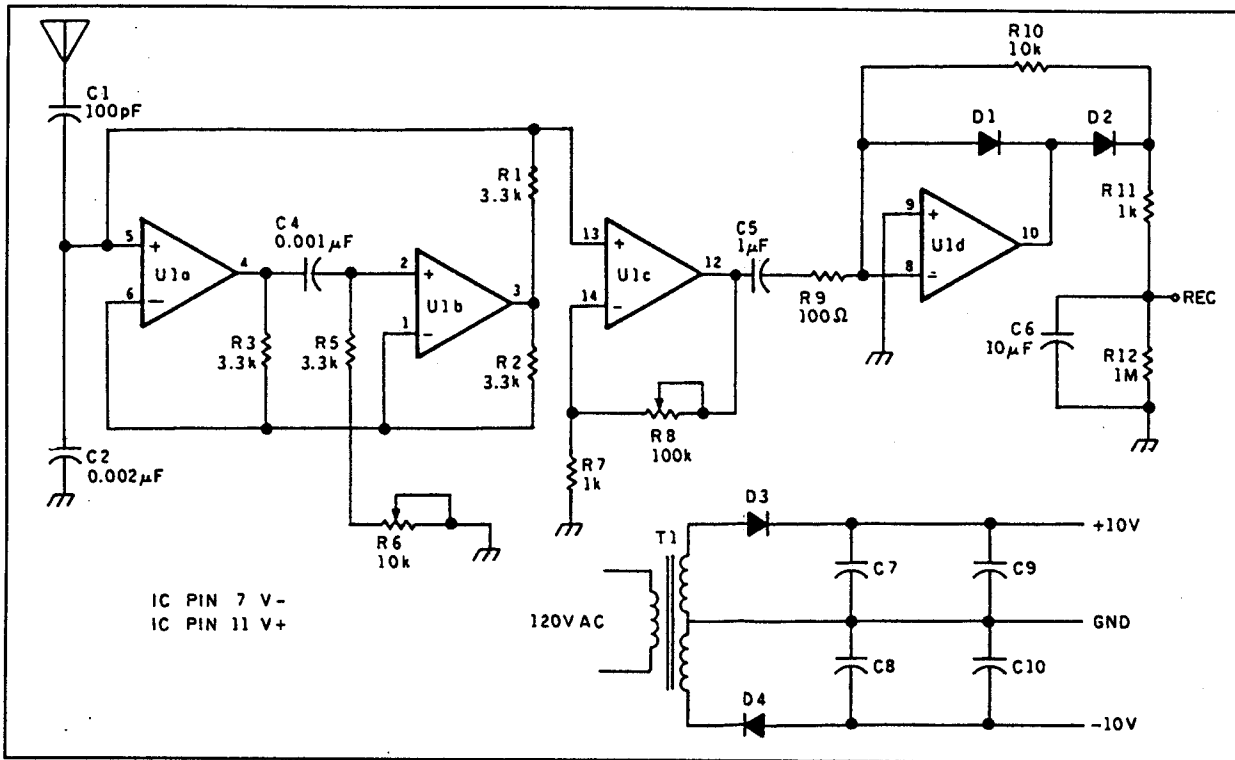 C1
100pF
5
+
U1a
6
−
4
R3
3.3k
C4
0.001μF
R5
3.3k
2
+
U1b
1
-
3
R1
3.3k
R2
3.3k
C2
0.002μF
R6
10k
13
+
U1c
14
-
12
R7
1k
R8
100k
C5
1μF
R9
100Ω
R10
10k
D1
D2
9
+
U1d
8
-
10
R11
1k
REC
C6
10μF
R12
1M
IC PIN 7 V-
IC PIN 11 V+
120VAC
T1
D3
D4
C7
C9
C8
C10
+10V
GND
-10V